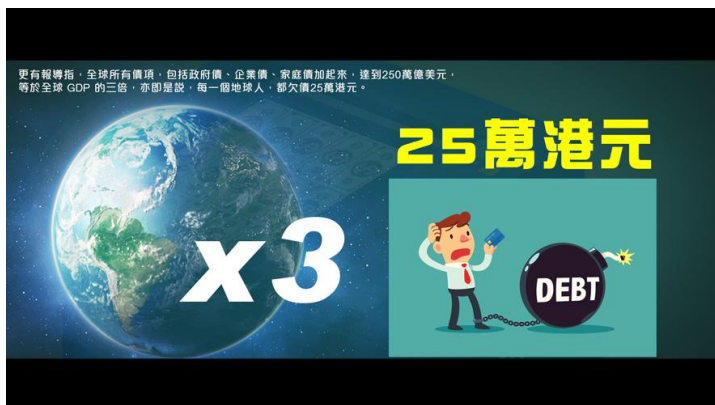 更有報導指，全球所有債項，包括政府債、企業債、家庭債加起來，達到250萬億美元，
等於全球 GDP 的三倍，亦即是說，每一個地球人，都欠債25萬港元。
25萬港元
x3
DEBT